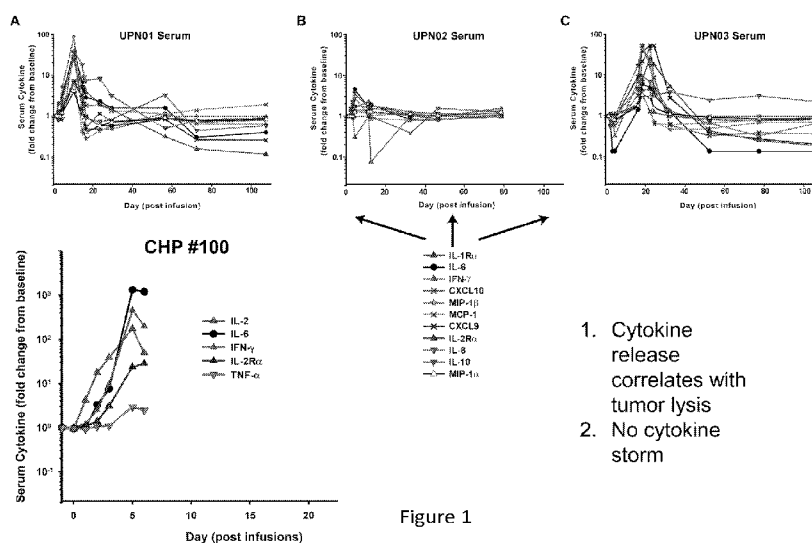 A
UPN01 Serum
Serum Cytokine
(fold change from baseline)
100
10
1
0.1
0 20 40 60 80 100
Day (post infusion)
B
UPN02 Serum
Serum Cytokine
(fold change from baseline)
100
10
1
0.1
0 20 40 60 80 100
Day (post infusion)
C
UPN03 Serum
Serum Cytokine
(fold change from baseline)
100
10
1
0.1
0 20 40 60 80 100
Day (post infusion)
IL-1Rα
IL-6
IFN-γ
CXCL10
MIP-1β
MCP-1
CXCL9
IL-2Rα
IL-8
IL-10
MIP-1α
CHP #100
Serum Cytokine (fold change from baseline)
10³
10²
10¹
10⁰
10⁻¹
IL-2
IL-6
IFN-γ
IL-2Rα
TNF-α
0 5 10 15 20
Day (post infusions)
1. Cytokine
release
correlates with
tumor lysis
2. No cytokine
storm
Figure 1